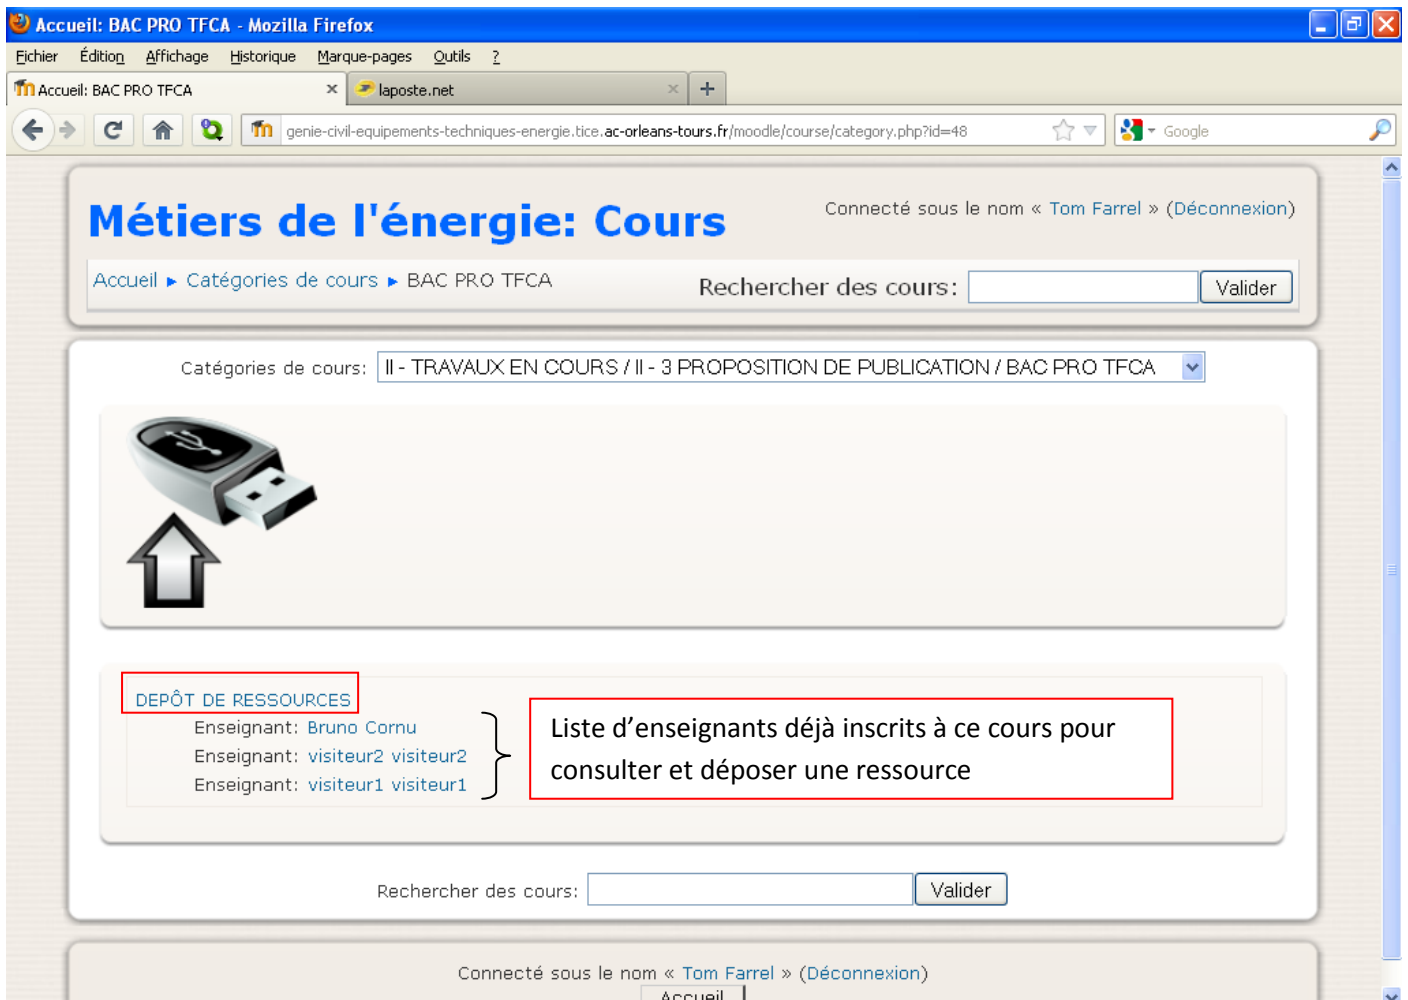 Accueil: BAC PRO TFCA - Mozilla Firefox
Fichier Édition Affichage Historique Marque-pages Outils ?
Accueil: BAC PRO TFCA × laposte.net × +
genie-civil-equipements-techniques-energie.tice.ac-orleans-tours.fr/moodle/course/category.php?id=48 Google
Métiers de l'énergie: Cours
Connecté sous le nom « Tom Farrel » (Déconnexion)
Accueil ► Catégories de cours ► BAC PRO TFCA
Rechercher des cours: Valider
Catégories de cours: II - TRAVAUX EN COURS / II - 3 PROPOSITION DE PUBLICATION / BAC PRO TFCA
DEPÔT DE RESSOURCES
Enseignant: Bruno Cornu
Enseignant: visiteur2 visiteur2
Enseignant: visiteur1 visiteur1
Liste d’enseignants déjà inscrits à ce cours pour
consulter et déposer une ressource
Rechercher des cours: Valider
Connecté sous le nom « Tom Farrel » (Déconnexion)
Accueil